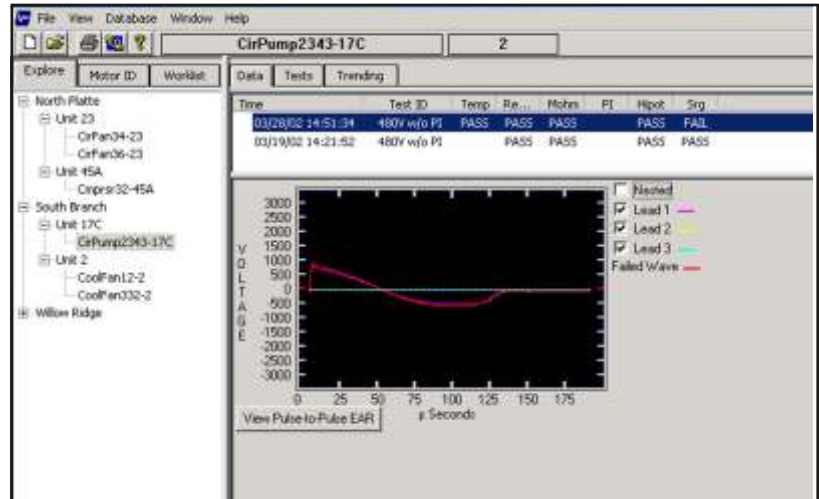 File View Database Window Help
CirPump2343-17C 2
Explore Motor ID Worklist
Data Tests Trending
North Platte
Unit 23
CirFan34-23
CirFan36-23
Unit 45A
Cmprsr32-45A
South Branch
Unit 17C
CirPump2343-17C
Unit 2
CoolFan12-2
CoolFan332-2
Willow Ridge
Time Test ID Temp Re... Mohm PI Hipot Srg
03/28/02 14:51:34 480V w/o PI PASS PASS PASS PASS FAIL
03/19/02 14:21:52 480V w/o PI PASS PASS PASS PASS
VOLTAGE
3000
2500
2000
1500
1000
500
0
-500
-1000
-1500
-2000
-2500
-3000
0 25 50 75 100 125 150 175
µ Seconds
Nested
Lead 1
Lead 2
Lead 3
Failed Wave
View Pulse-to-Pulse EAR